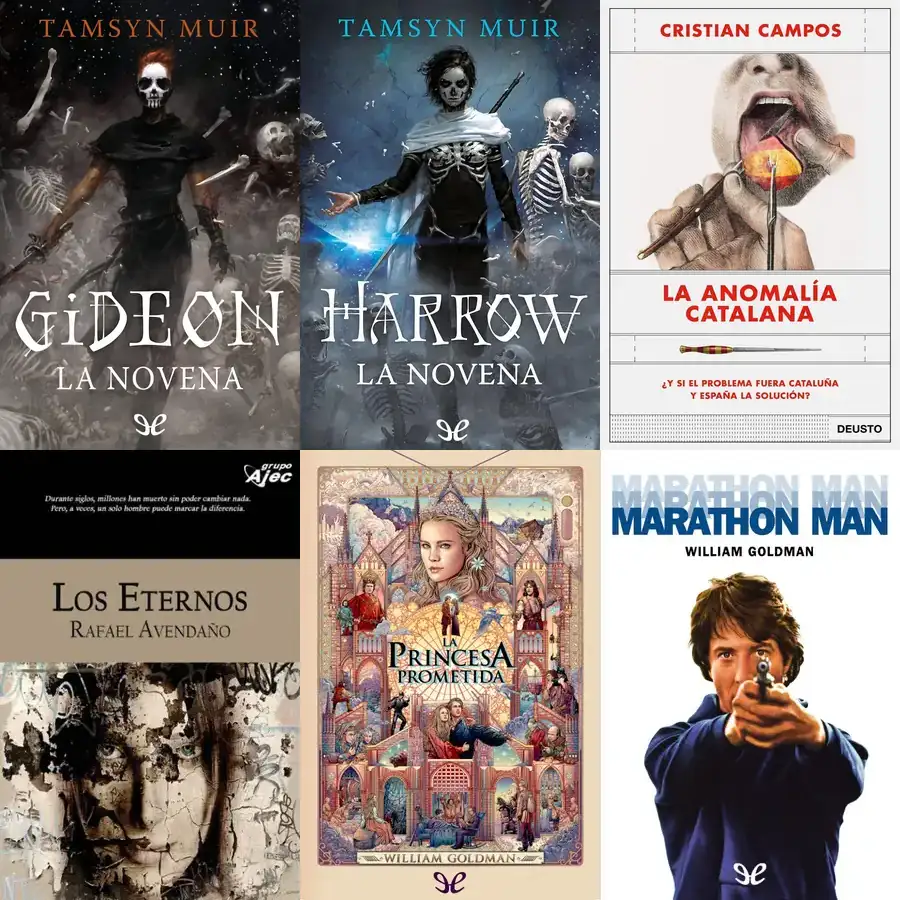 TAMSYN MUIR
GiDEON
LA NOVENA
TAMSYN MUIR
HARROW
LA NOVENA
CRISTIAN CAMPOS
LA ANOMALÍA
CATALANA
¿Y SI EL PROBLEMA FUERA CATALUÑA
Y ESPAÑA LA SOLUCIÓN?
DEUSTO
grupo
Ajec
Durante siglos, millones han muerto sin poder cambiar nada.
Pero, a veces, un solo hombre puede marcar la diferencia.
LOS ETERNOS
RAFAEL AVENDAÑO
LA
PRINCESA
PROMETIDA
WILLIAM GOLDMAN
MARATHON MAN
MARATHON MAN
MARATHON MAN
WILLIAM GOLDMAN